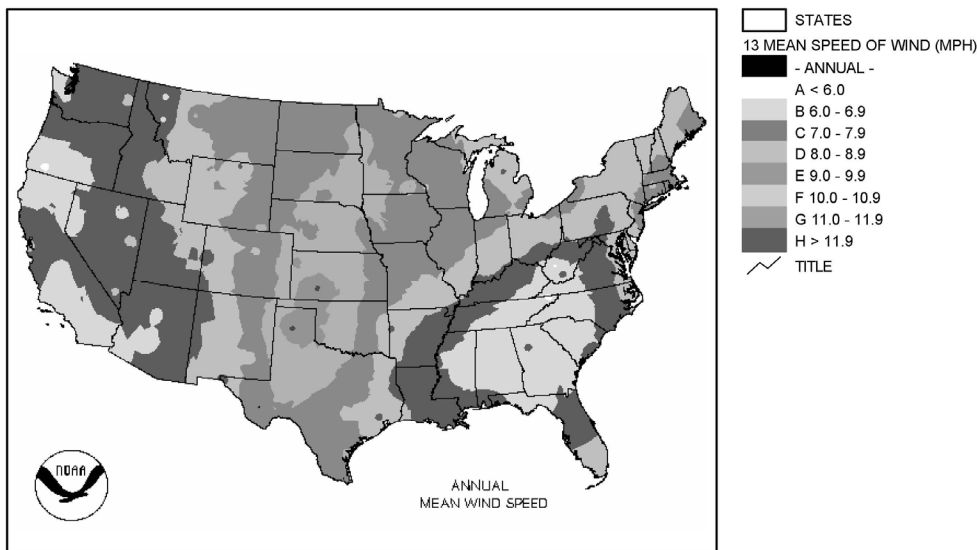 STATES
13 MEAN SPEED OF WIND (MPH)
- ANNUAL -
A < 6.0
B 6.0 - 6.9
C 7.0 - 7.9
D 8.0 - 8.9
E 9.0 - 9.9
F 10.0 - 10.9
G 11.0 - 11.9
H > 11.9
TITLE
NOAA
ANNUAL
MEAN WIND SPEED